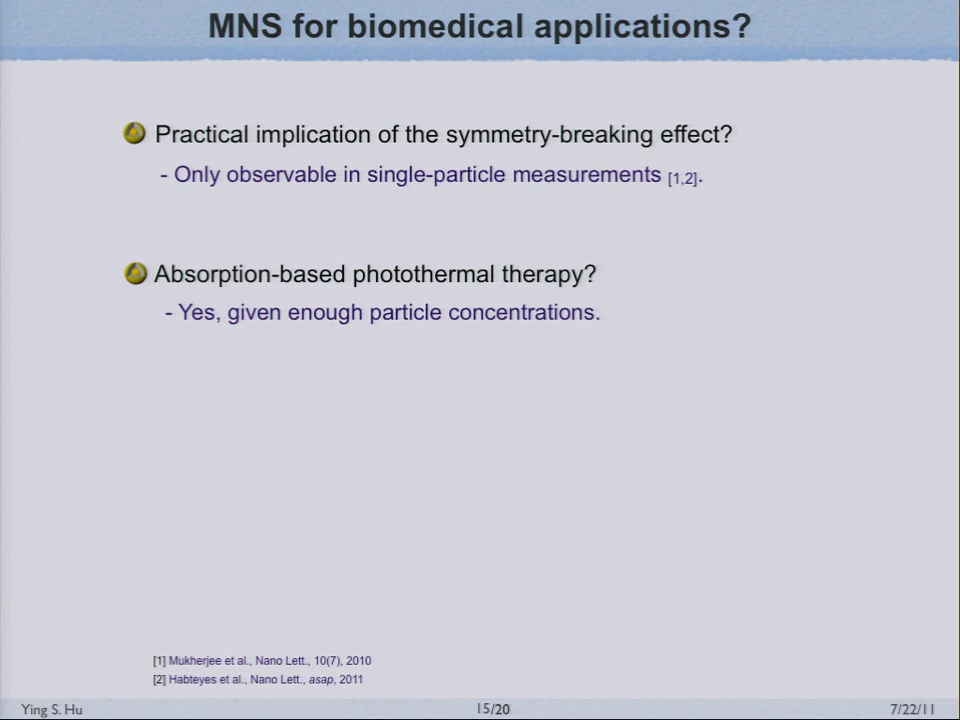 MNS for biomedical applications?
Practical implication of the symmetry-breaking effect?
- Only observable in single-particle measurements [1,2].
Absorption-based photothermal therapy?
- Yes, given enough particle concentrations.
[1] Mukherjee et al., Nano Lett., 10(7), 2010
[2] Habteyes et al., Nano Lett., asap, 2011
Ying S. Hu 15/20 7/22/11